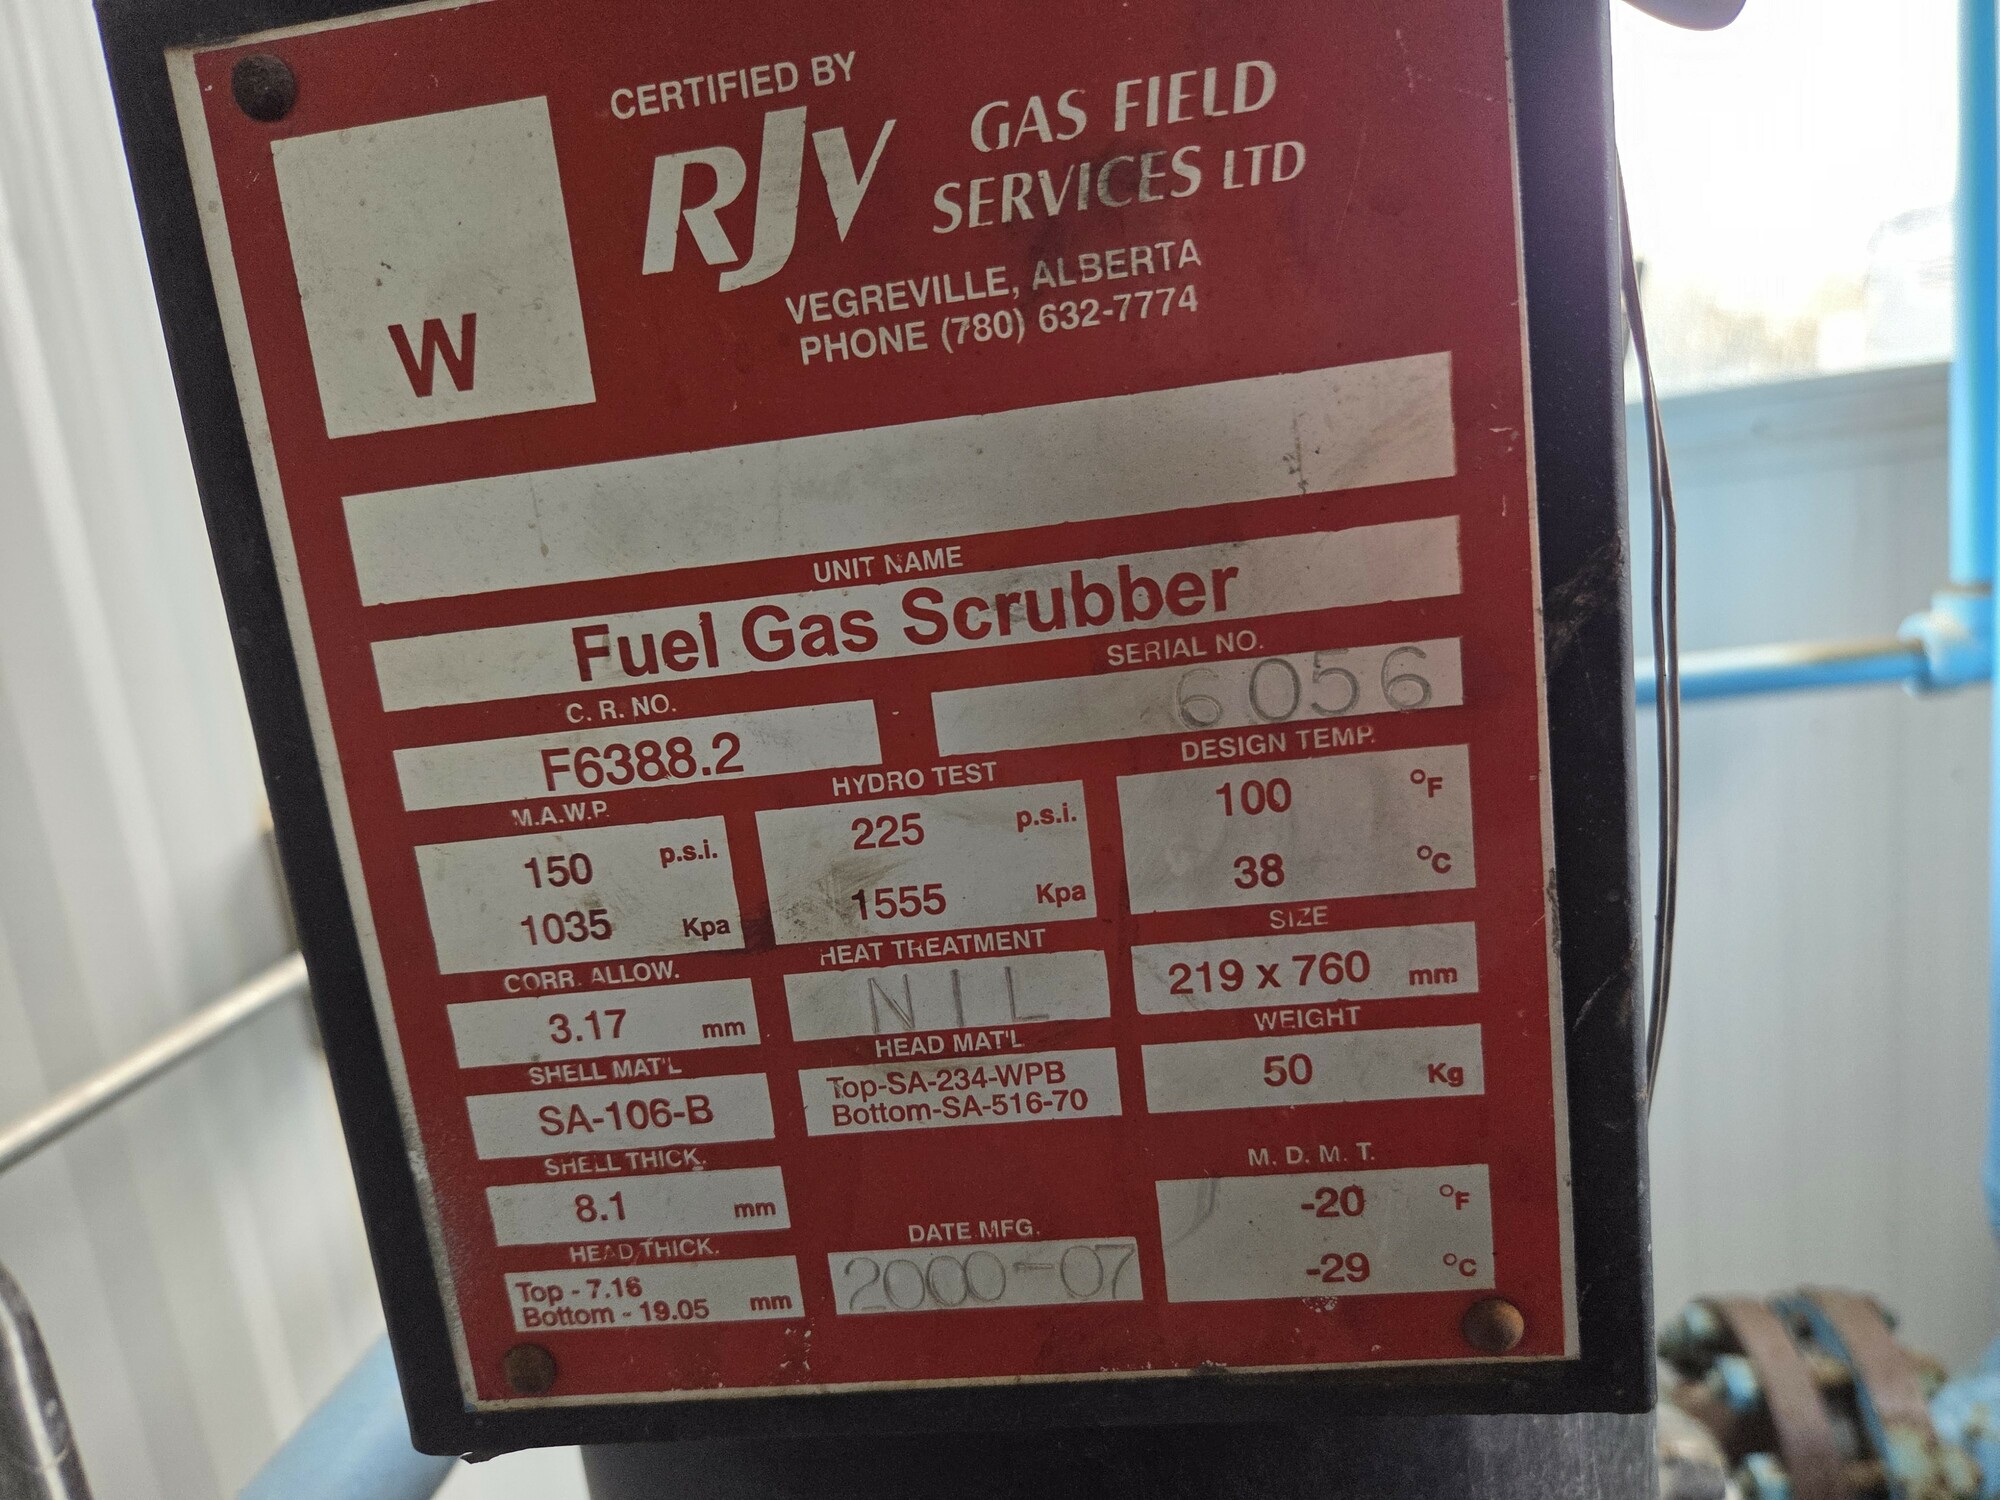 CERTIFIED BY
RJV GAS FIELD
SERVICES LTD
VEGREVILLE, ALBERTA
PHONE (780) 632-7774
W
UNIT NAME
Fuel Gas Scrubber
C. R. NO.
F6388.2
SERIAL NO.
6056
M.A.W.P.
150 p.s.i.
1035 Kpa
HYDRO TEST
225 p.s.i.
1555 Kpa
DESIGN TEMP.
100 °F
38 °C
CORR. ALLOW.
3.17 mm
HEAT TREATMENT
NIL
SIZE
219 x 760 mm
SHELL MAT'L
SA-106-B
HEAD MAT'L
Top-SA-234-WPB
Bottom-SA-516-70
WEIGHT
50 Kg
SHELL THICK.
8.1 mm
HEAD THICK.
Top - 7.16
Bottom - 19.05 mm
DATE MFG.
2000-07
M. D. M. T.
-20 °F
-29 °C